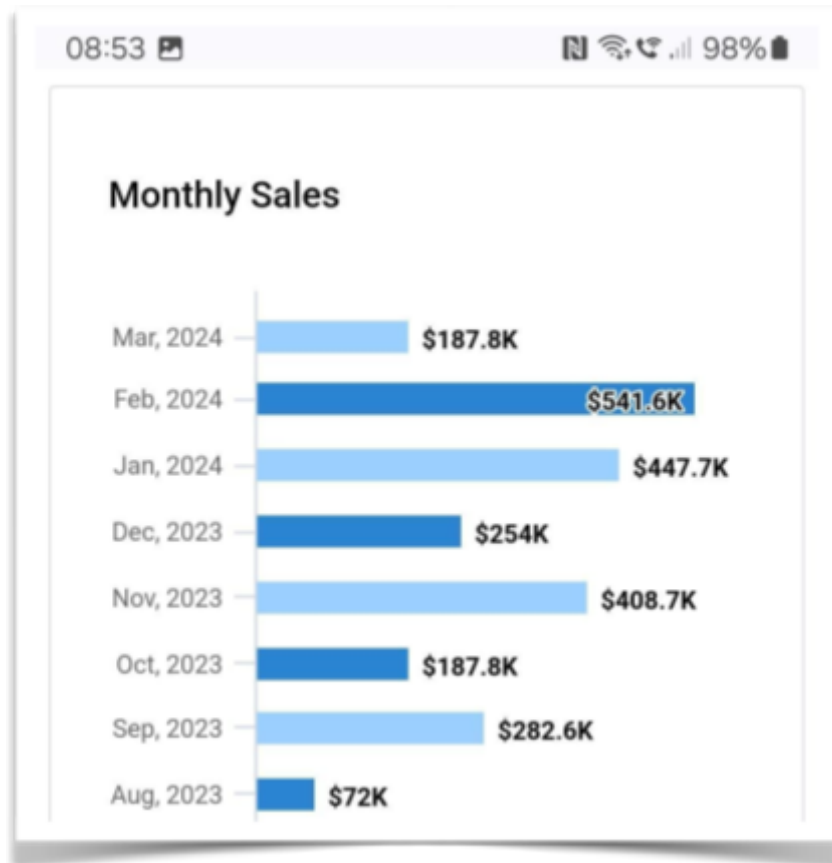 08:53 98%
Monthly Sales
Mar, 2024 $187.8K
Feb, 2024 $541.6K
Jan, 2024 $447.7K
Dec, 2023 $254K
Nov, 2023 $408.7K
Oct, 2023 $187.8K
Sep, 2023 $282.6K
Aug, 2023 $72K